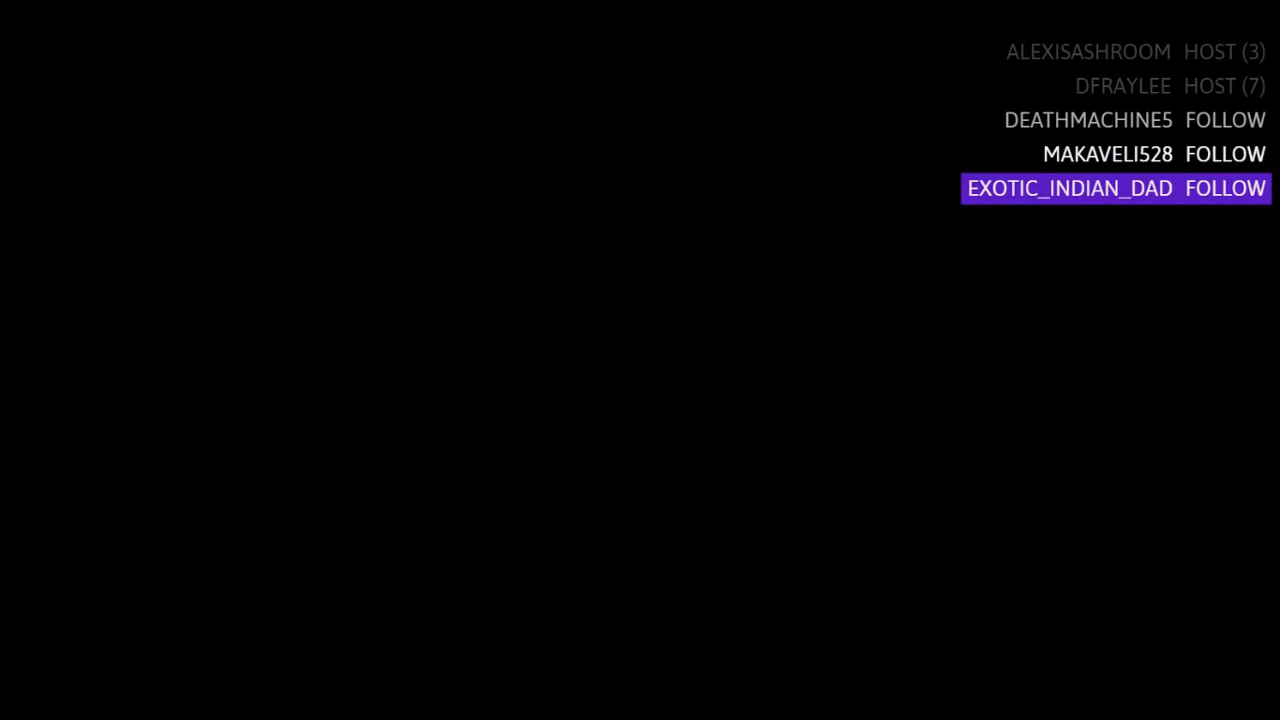 ALEXISASHROOM HOST (3)
DFRAYLEE HOST (7)
DEATHMACHINE5 FOLLOW
MAKAVELI528 FOLLOW
EXOTIC_INDIAN_DAD FOLLOW